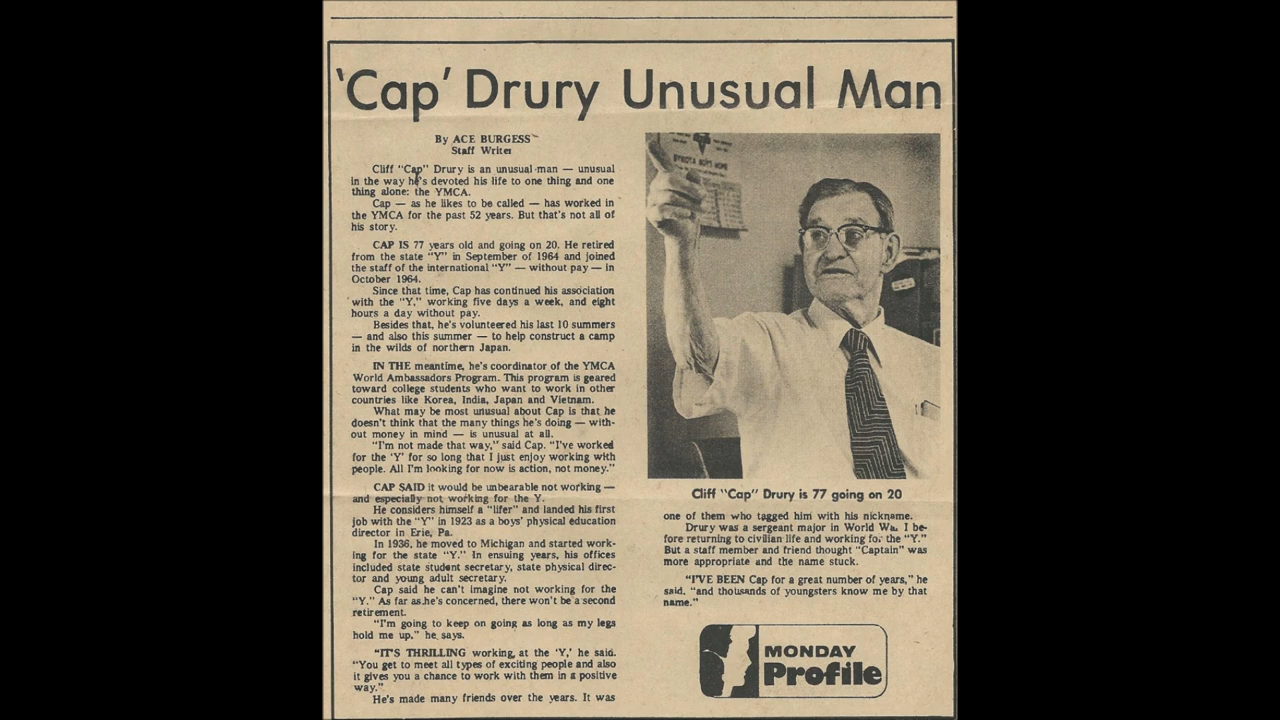 'Cap' Drury Unusual Man
By ACE BURGESS
Staff Writer
Cliff "Cap" Drury is an unusual man — unusual
in the way he's devoted his life to one thing and one
thing alone: the YMCA.
Cap — as he likes to be called — has worked in
the YMCA for the past 52 years. But that's not all of
his story.
CAP IS 77 years old and going on 20. He retired
from the state "Y" in September of 1964 and joined
the staff of the international "Y" — without pay — in
October 1964.
Since that time, Cap has continued his association
with the "Y," working five days a week, and eight
hours a day without pay.
Besides that, he's volunteered his last 10 summers
— and also this summer — to help construct a camp
in the wilds of northern Japan.
IN THE meantime, he's coordinator of the YMCA
World Ambassadors Program. This program is geared
toward college students who want to work in other
countries like Korea, India, Japan and Vietnam.
What may be most unusual about Cap is that he
doesn't think that the many things he's doing — with-
out money in mind — is unusual at all.
"I'm not made that way," said Cap. "I've worked
for the 'Y' for so long that I just enjoy working with
people. All I'm looking for now is action, not money."
CAP SAID it would be unbearable not working —
and especially not working for the Y.
He considers himself a "lifer" and landed his first
job with the "Y" in 1923 as a boys' physical education
director in Erie, Pa.
In 1936, he moved to Michigan and started work-
ing for the state "Y." In ensuing years, his offices
included state student secretary, state physical direc-
tor and young adult secretary.
Cap said he can't imagine not working for the
"Y." As far as he's concerned, there won't be a second
retirement.
"I'm going to keep on going as long as my legs
hold me up," he says.
"IT'S THRILLING working at the 'Y,' he said.
"You get to meet all types of exciting people and also
it gives you a chance to work with them in a positive
way."
He's made many friends over the years. It was
BOYS HOME
Cliff "Cap" Drury is 77 going on 20
one of them who tagged him with his nickname.
Drury was a sergeant major in World I be-
fore returning to civilian life and working for the "Y."
But a staff member and friend thought "Captain" was
more appropriate and the name stuck.
"I'VE BEEN Cap for a great number of years," he
said, "and thousands of youngsters know me by that
name."
MONDAY
Profile